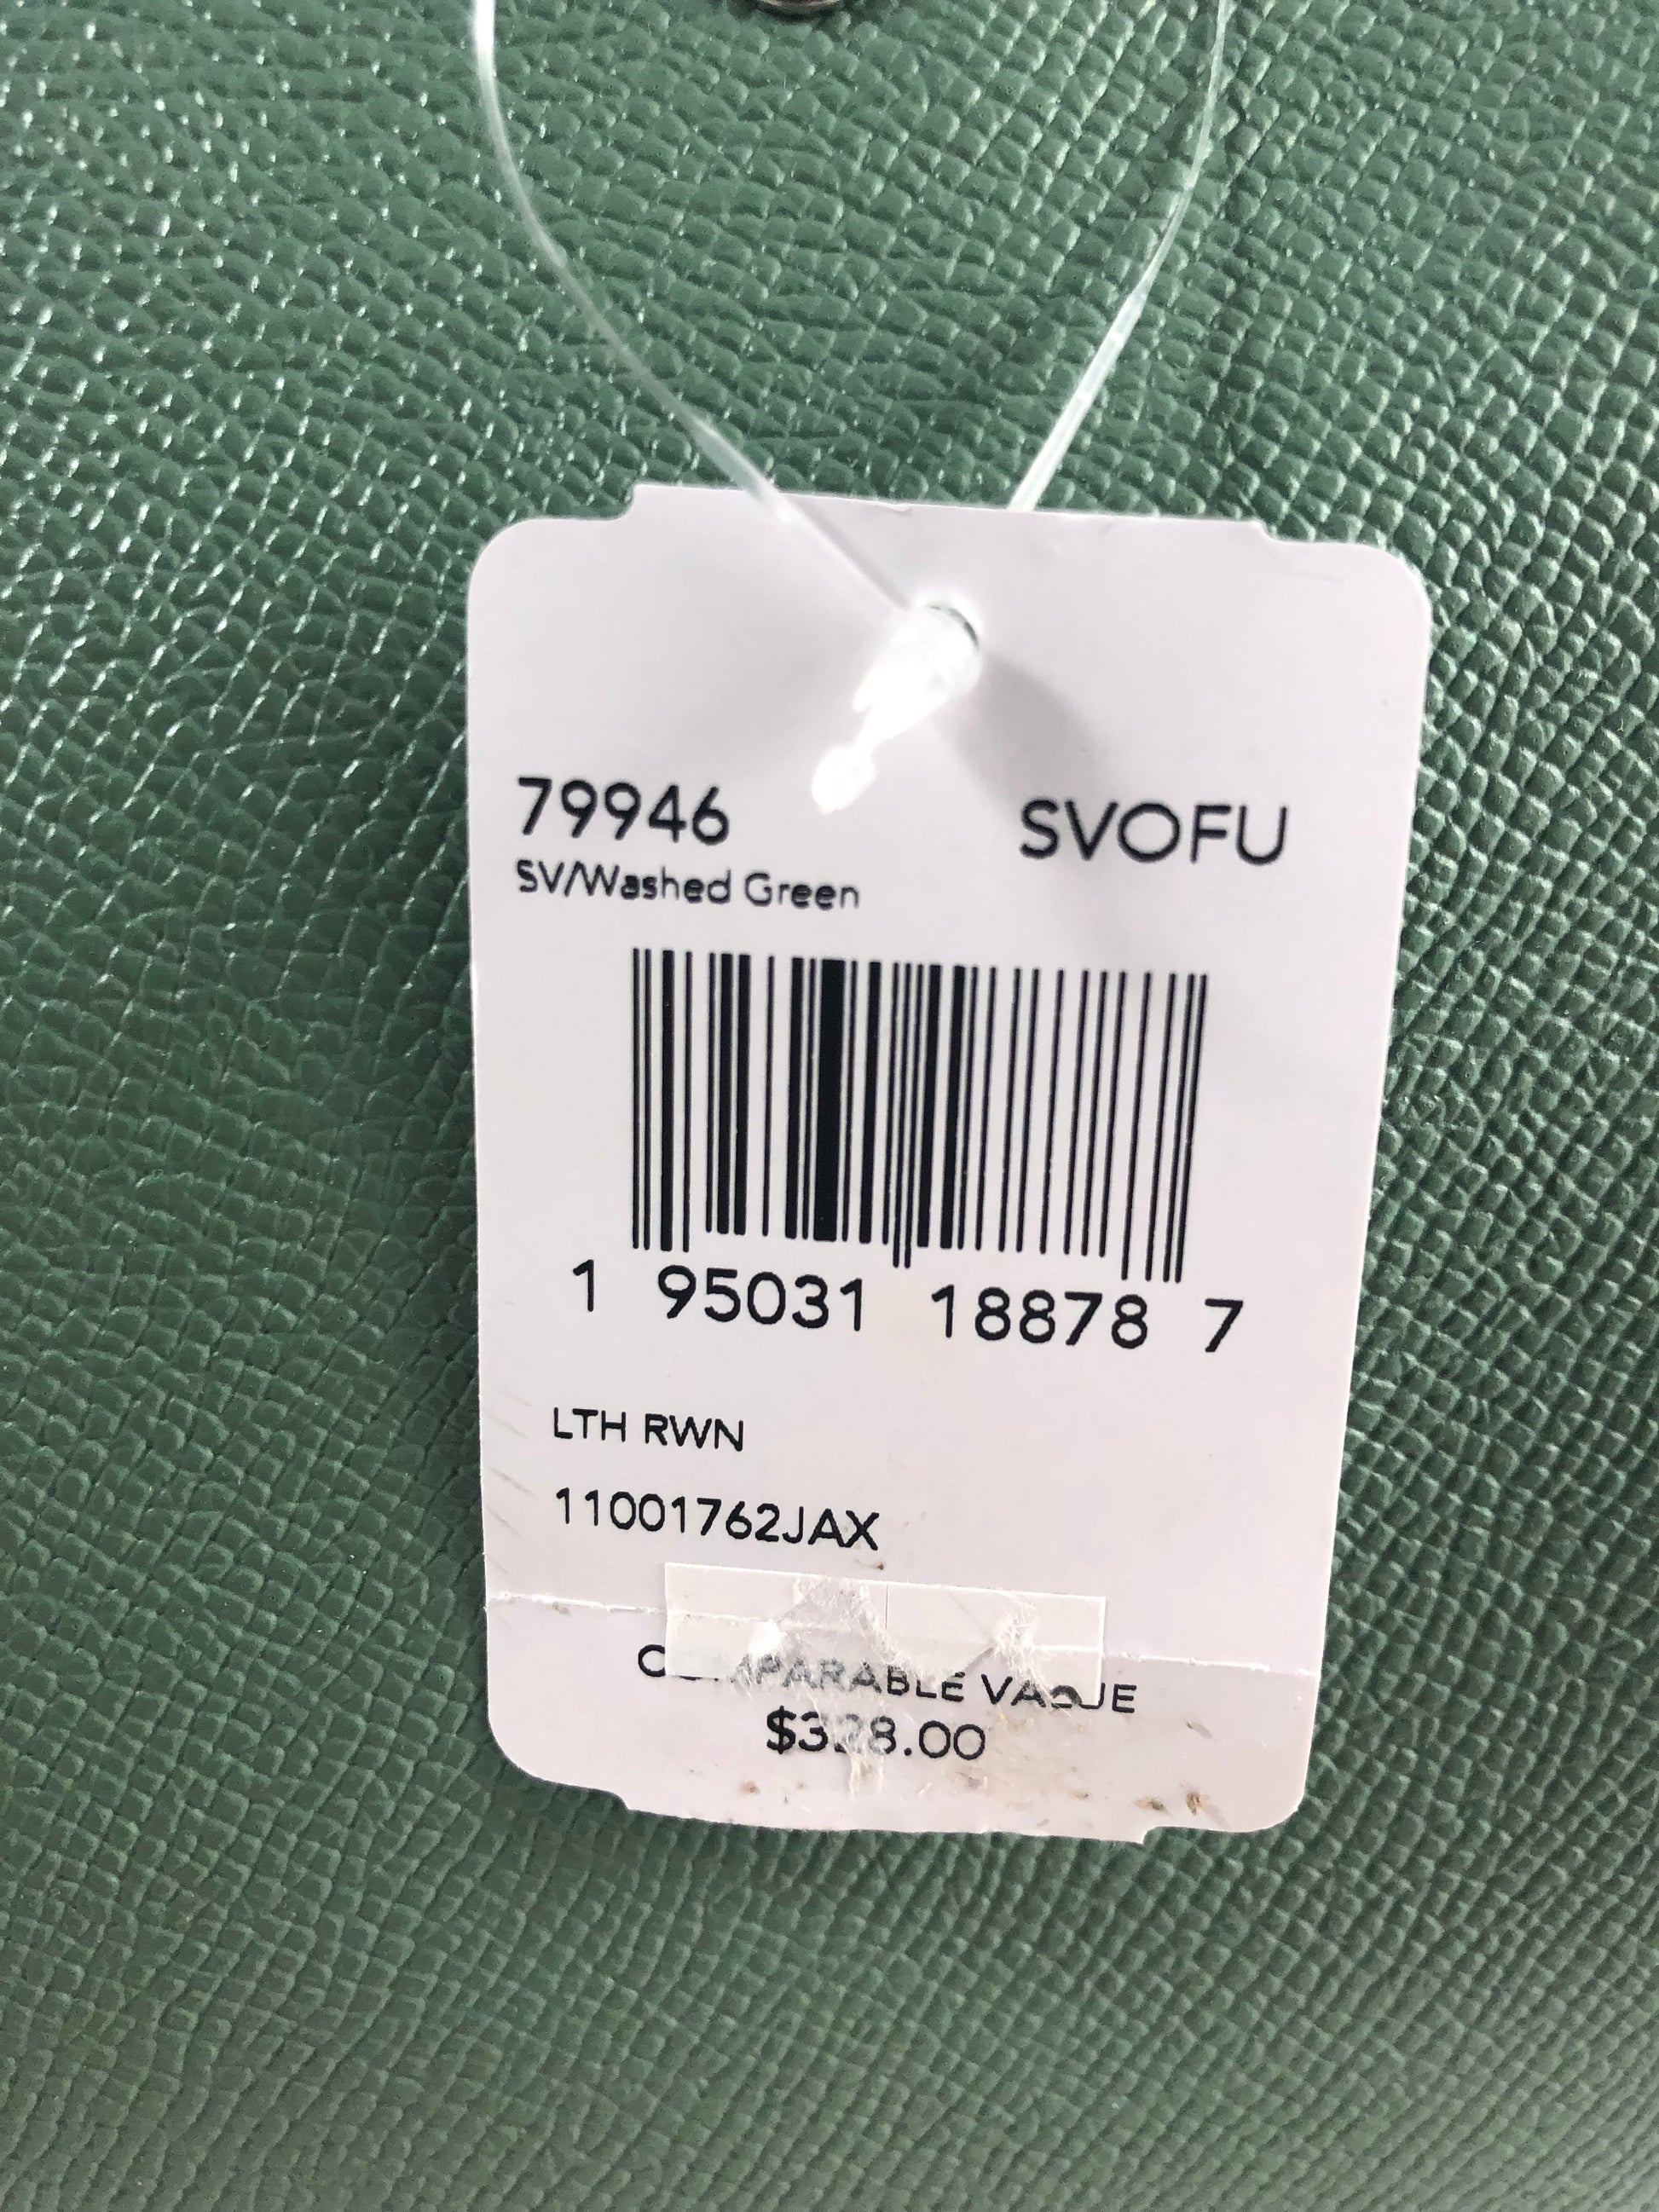 79946 SVOFU
SV/Washed Green
1 95031 18878 7
LTH RWN
11001762JAX
COMPARABLE VALUE
$328.00